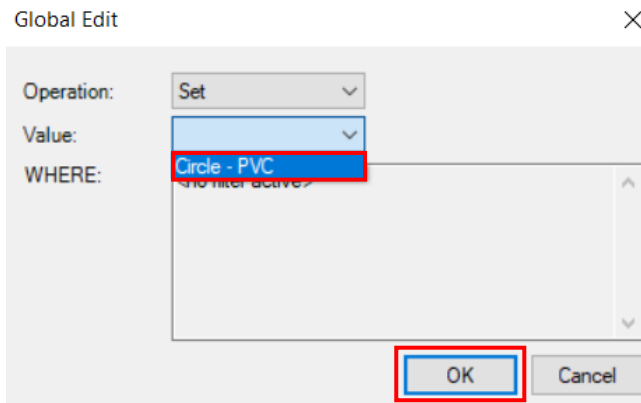 Global Edit
Operation: Set
Value:
Circle - PVC
WHERE: <no filter active>
OK Cancel